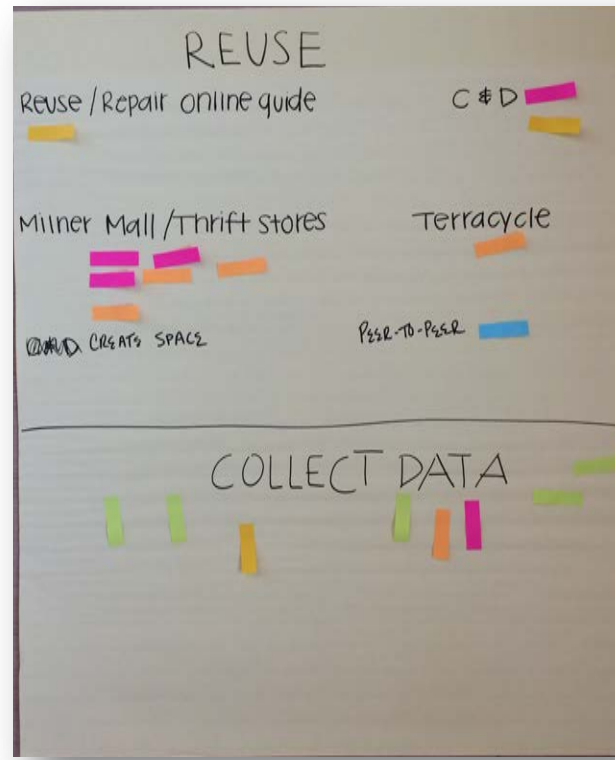 REUSE
Reuse/Repair online guide
C & D
Milner Mall/Thrift stores
Terracycle
CREATE SPACE
PEER-TO-PEER
COLLECT DATA